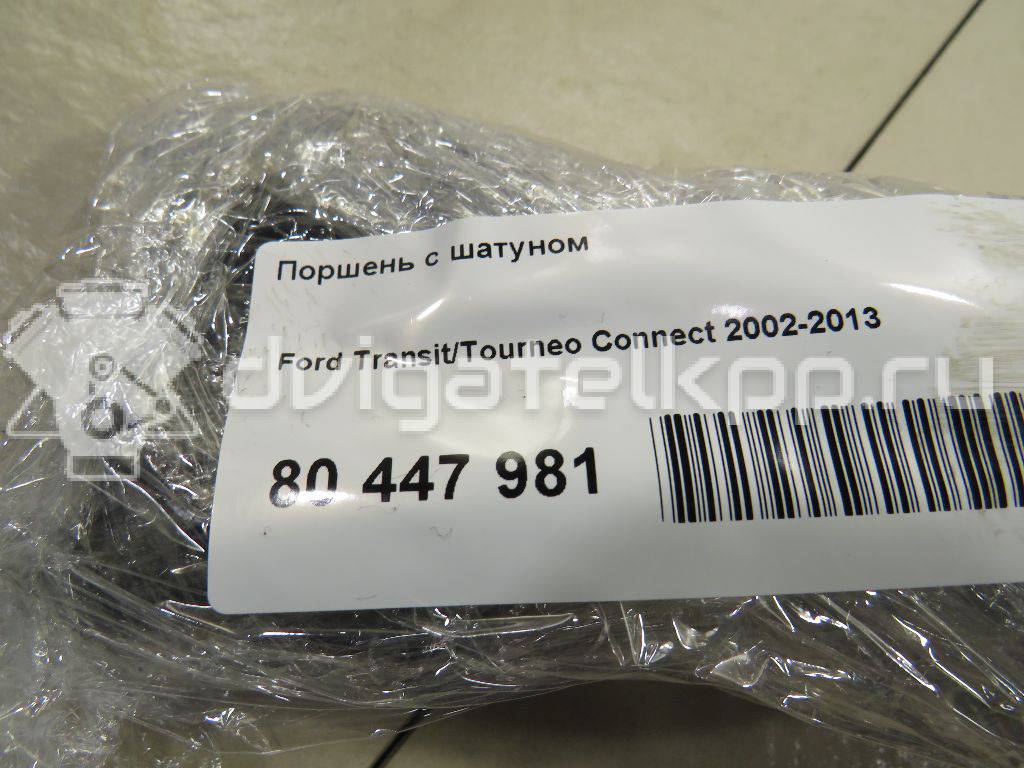 Поршень с шатуном
Ford Transit/Tourneo Connect 2002-2013
dvigatelkpp.ru
80 447 981